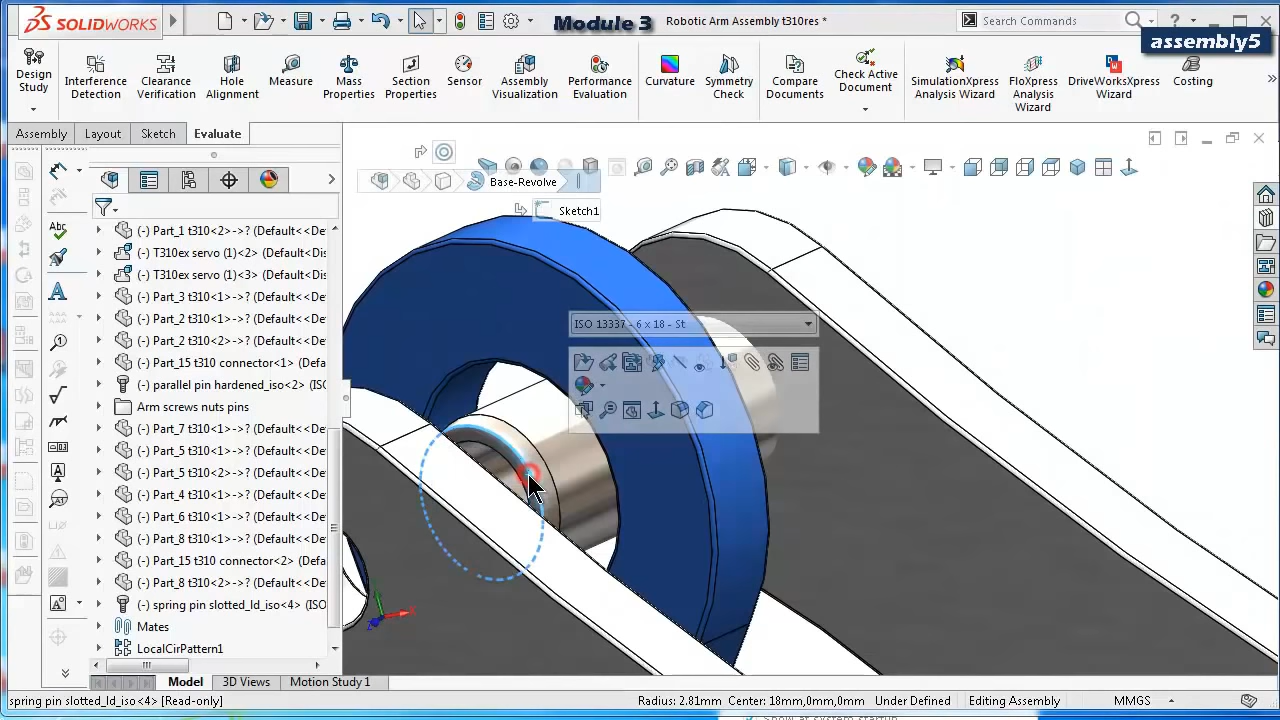 SOLIDWORKS
Module 3
Robotic Arm Assembly t310res *
Search Commands
?
assembly5
Design Study
Interference Detection
Clearance Verification
Hole Alignment
Measure
Mass Properties
Section Properties
Sensor
Assembly Visualization
Performance Evaluation
Curvature
Symmetry Check
Compare Documents
Check Active Document
SimulationXpress Analysis Wizard
FloXpress Analysis Wizard
DriveWorksXpress Wizard
Costing
Assembly
Layout
Sketch
Evaluate
Base-Revolve
Sketch1
ISO 13337 - 6 x 18 - St
(-) Part_1 t310<2>->? (Default<<De
(-) T310ex servo (1)<2> (Default<Dis
(-) T310ex servo (1)<3> (Default<Dis
(-) Part_3 t310<1>->? (Default<<De
(-) Part_2 t310<1>->? (Default<<De
(-) Part_2 t310<2>->? (Default<<De
(-) Part_15 t310 connector<1> (Defau
(-) parallel pin hardened_iso<2> (ISO
Arm screws nuts pins
(-) Part_7 t310<1>->? (Default<<De
(-) Part_5 t310<1>->? (Default<<De
(-) Part_5 t310<2>->? (Default<<De
(-) Part_4 t310<1>->? (Default<<De
(-) Part_6 t310<1>->? (Default<<De
(-) Part_8 t310<1>->? (Default<<De
(-) Part_15 t310 connector<2> (Defau
(-) Part_8 t310<2>->? (Default<<De
(-) spring pin slotted_ld_iso<4> (ISO
Mates
LocalCirPattern1
Model
3D Views
Motion Study 1
spring pin slotted_ld_iso<4> [Read-only]
Radius: 2.81mm Center: 18mm,0mm,0mm
Under Defined
Editing Assembly
MMGS